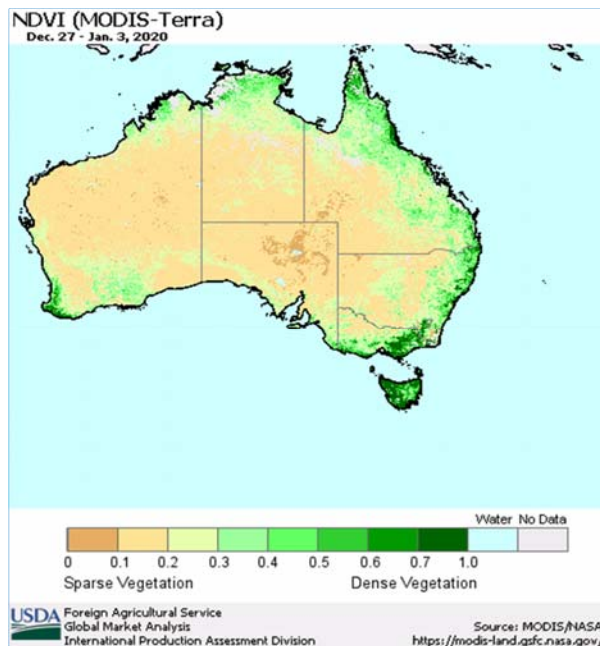 NDVI (MODIS-Terra)
Dec. 27 - Jan. 3, 2020
Water No Data
0 0.1 0.2 0.3 0.4 0.5 0.6 0.7 1.0
Sparse Vegetation Dense Vegetation
USDA Foreign Agricultural Service
Global Market Analysis
International Production Assessment Division
Source: MODIS/NASA
https://modis-land.gsfc.nasa.gov/